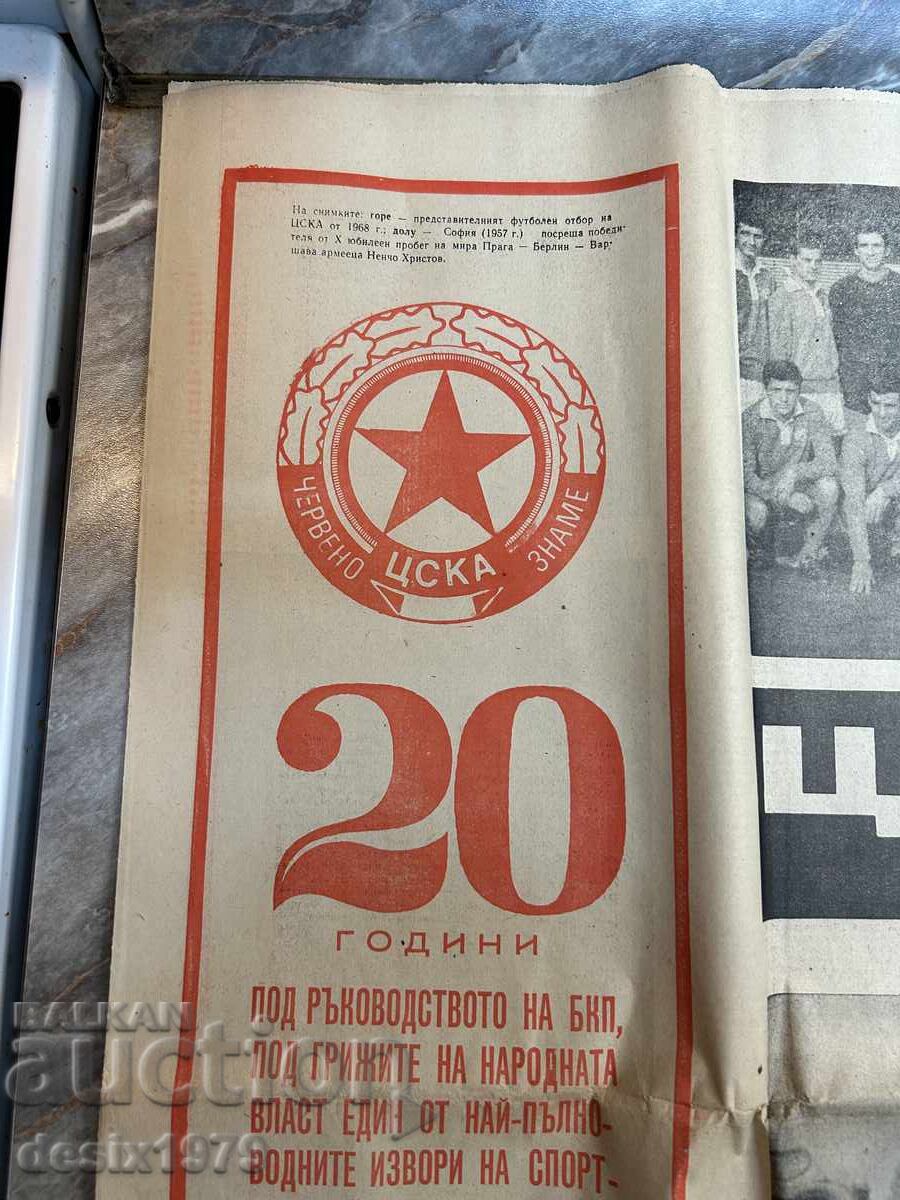 На снимките: горе — представителният футболен отбор на
ЦСКА от 1968 г.; долу — София (1957 г.) посреща победи-
теля от X юбилеен пробег на мира Прага — Берлин — Вар-
шава армееца Ненчо Христов.
ЧЕРВЕНО ЗНАМЕ
ЦСКА
20
ГОДИНИ
ПОД РЪКОВОДСТВОТО НА БКП,
ПОД ГРИЖИТЕ НА НАРОДНАТА
ВЛАСТ ЕДИН ОТ НАЙ-ПЪЛНО-
ВОДНИТЕ ИЗВОРИ НА СПОРТ-
BALKAN
auction
desix1979